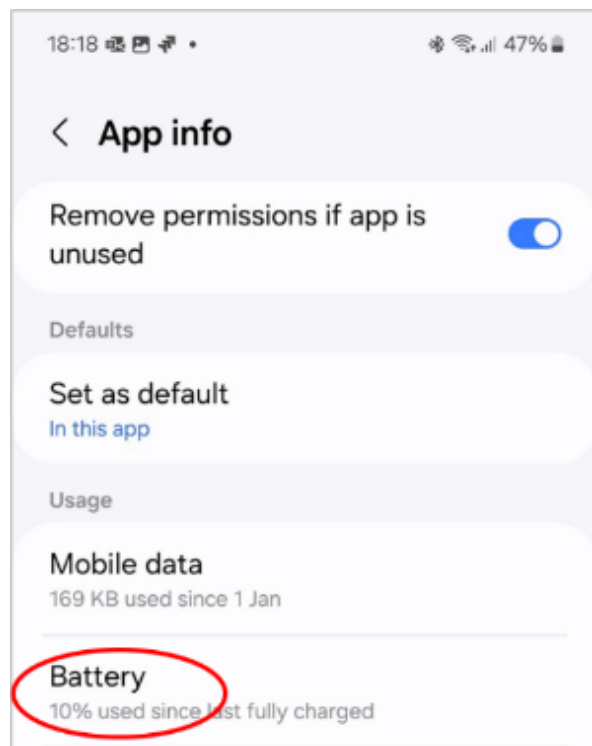 18:18 47%
App info
Remove permissions if app is
unused
Defaults
Set as default
In this app
Usage
Mobile data
169 KB used since 1 Jan
Battery
10% used since last fully charged